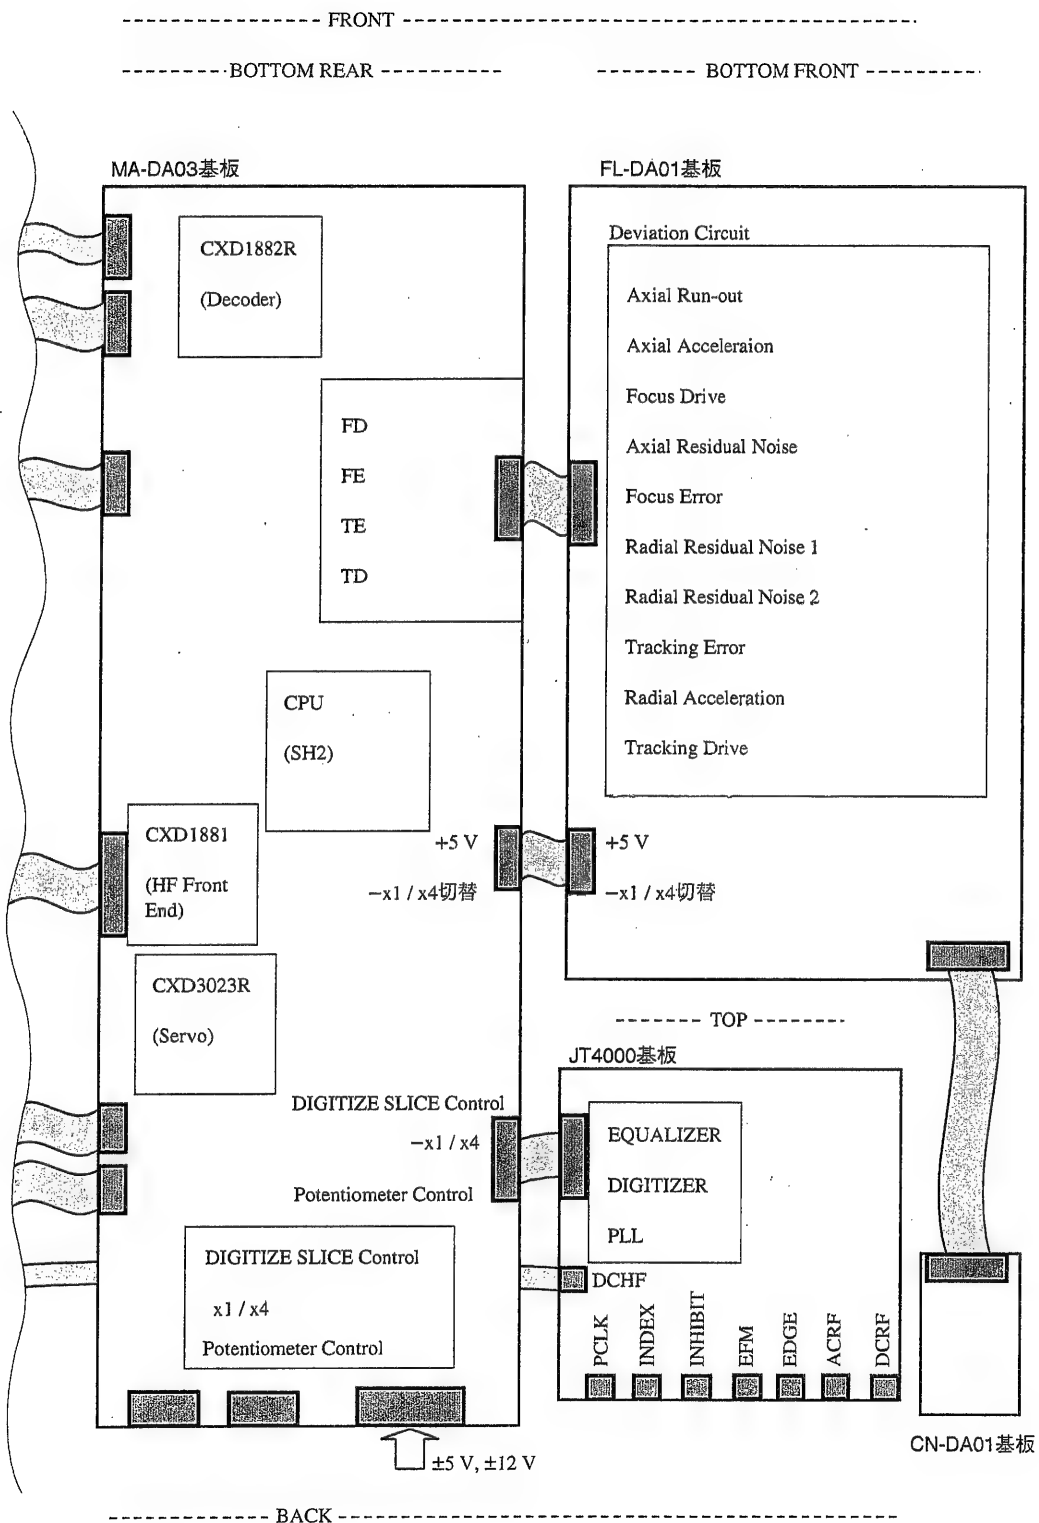 FRONT
BOTTOM REAR
BOTTOM FRONT
MA-DA03基板
CXD1882R
(Decoder)
FD
FE
TE
TD
CPU
(SH2)
CXD1881
(HF Front
End)
+5 V
−x1 / x4切替
CXD3023R
(Servo)
DIGITIZE SLICE Control
−x1 / x4
Potentiometer Control
DIGITIZE SLICE Control
x1 / x4
Potentiometer Control
±5 V, ±12 V
FL-DA01基板
Deviation Circuit
Axial Run-out
Axial Acceleraion
Focus Drive
Axial Residual Noise
Focus Error
Radial Residual Noise 1
Radial Residual Noise 2
Tracking Error
Radial Acceleration
Tracking Drive
+5 V
−x1 / x4切替
TOP
JT4000基板
EQUALIZER
DIGITIZER
PLL
DCHF
PCLK
INDEX
INHIBIT
EFM
EDGE
ACRF
DCRF
CN-DA01基板
BACK